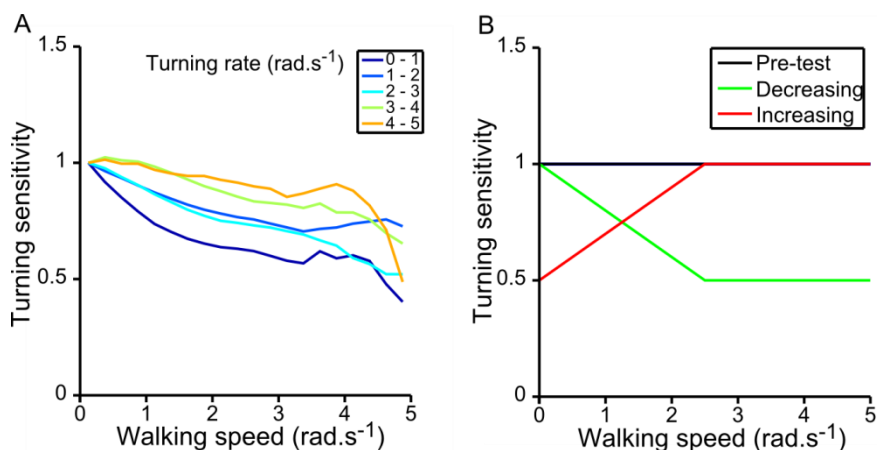 A
1.5
Turning rate (rad.s-1)
0 - 1
1 - 2
2 - 3
3 - 4
4 - 5
1
0.5
0
0 1 2 3 4 5
Turning sensitivity
Walking speed (rad.s-1)
B
1.5
Pre-test
Decreasing
Increasing
1
0.5
0
0 1 2 3 4 5
Turning sensitivity
Walking speed (rad.s-1)